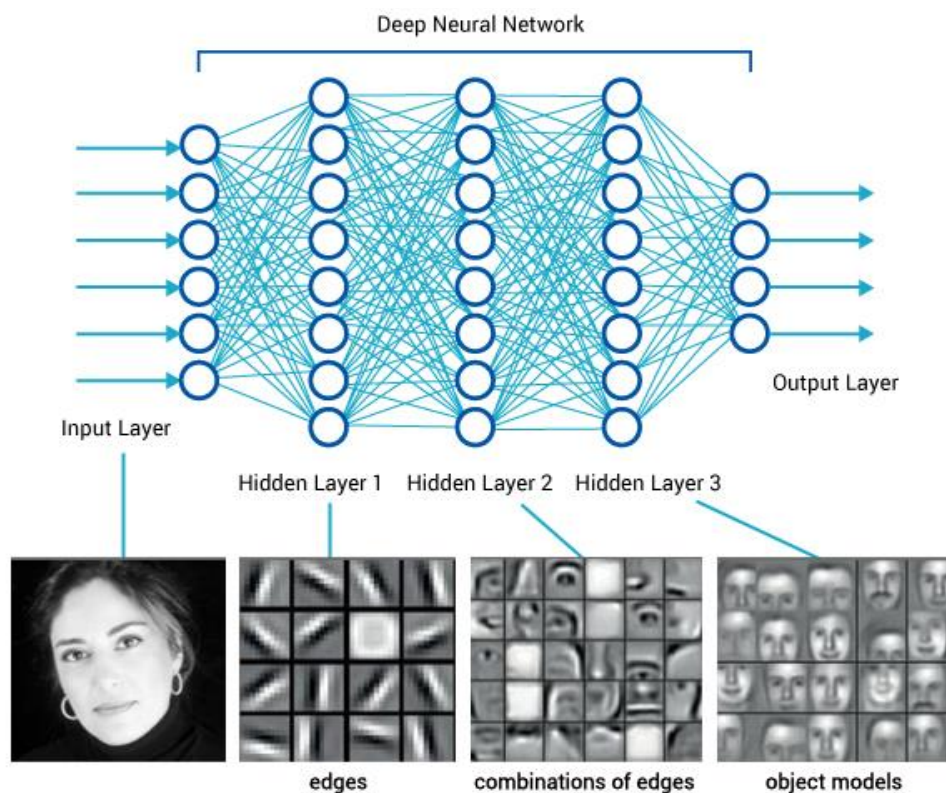 Deep Neural Network
Input Layer
Output Layer
Hidden Layer 1
Hidden Layer 2
Hidden Layer 3
edges
combinations of edges
object models